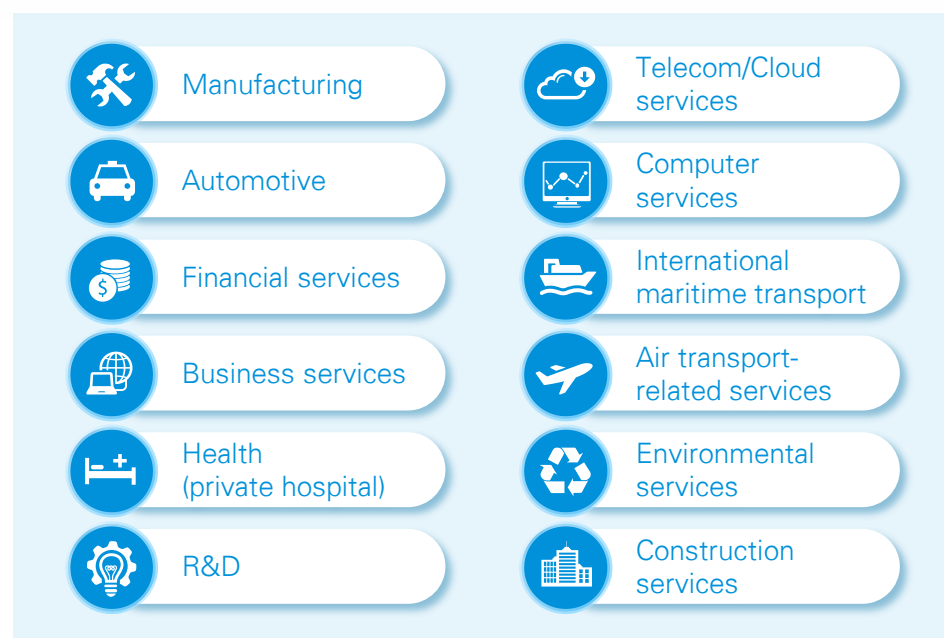 Manufacturing
Automotive
Financial services
$
Business services
Health
(private hospital)
R&D
Telecom/Cloud
services
Computer
services
International
maritime transport
Air transport-
related services
Environmental
services
Construction
services